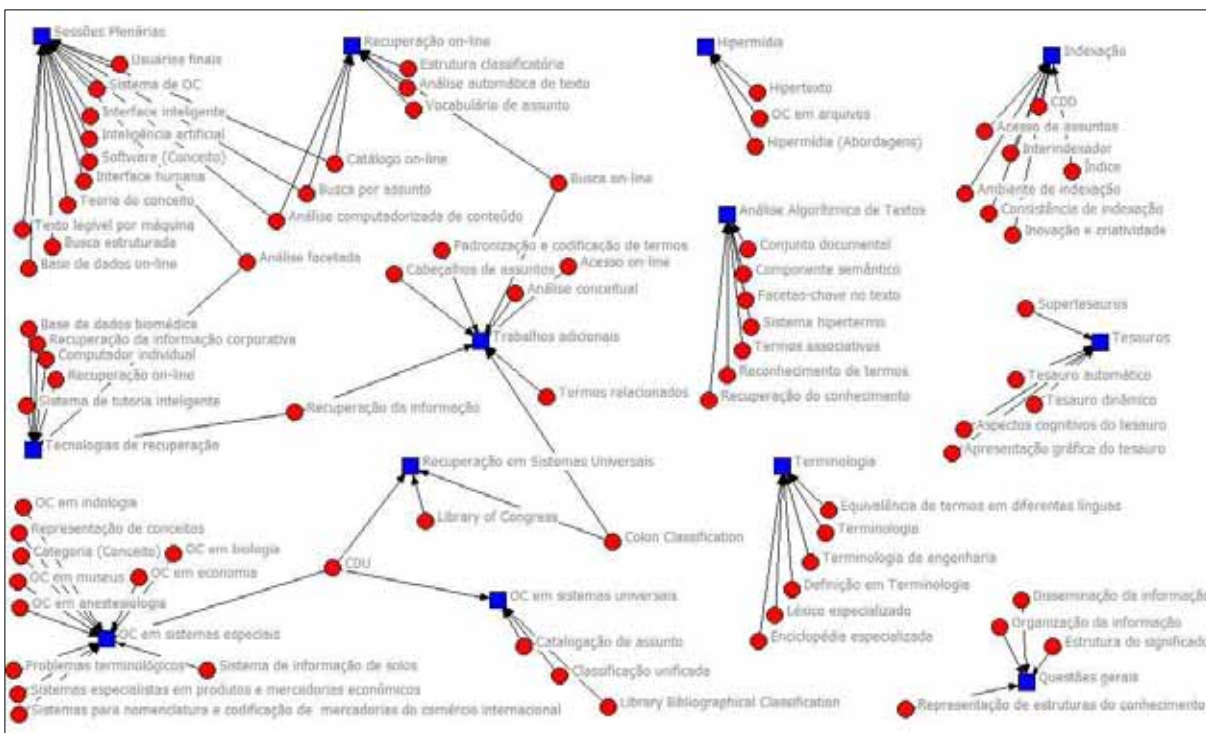 Sessões Plenárias
Usuários finais
Sistema de OC
Interface inteligente
Inteligência artificial
Software (Conceito)
Interface humana
Teoria do conceito
Texto legível por máquina
Busca estruturada
Base de dados on-line
Recuperação on-line
Estrutura classificatória
Análise automática de texto
Vocabulário de assunto
Catálogo on-line
Busca por assunto
Análise computadorizada de conteúdo
Análise facetada
Busca on-line
Hipermídia
Hipertexto
OC em arquivos
Hipermídia (Abordagens)
Indexação
CDD
Acesso de assuntos
Interindexador
Índice
Ambiente de indexação
Consistência de indexação
Inovação e criatividade
Análise Algorítmica de Textos
Conjunto documental
Componente semântico
Facetas-chave no texto
Sistema hipertermo
Termos associativos
Reconhecimento de termos
Recuperação do conhecimento
Padronização e codificação de termos
Cabeçalhos de assuntos
Acesso on-line
Análise conceitual
Trabalhos adicionais
Termos relacionados
Base de dados biomédica
Recuperação da informação corporativa
Computador individual
Recuperação on-line
Sistema de tutoria inteligente
Tecnologias de recuperação
Recuperação da informação
Supertesauros
Tesauros
Tesauro automático
Tesauro dinâmico
Aspectos cognitivos do tesauro
Apresentação gráfica do tesauro
Recuperação em Sistemas Universais
Library of Congress
Colon Classification
CDU
Terminologia
Equivalência de termos em diferentes línguas
Terminologia
Terminologia de engenharia
Definição em Terminologia
Léxico especializado
Enciclopédia especializada
OC em indologia
Representação de conceitos
Categoria (Conceito)
OC em biologia
OC em museus
OC em economia
OC em anestesiologia
OC em sistemas especiais
Problemas terminológicos
Sistema de informação de solos
Sistemas especialistas em produtos e mercadorias econômicos
Sistemas para nomenclatura e codificação de mercadorias do comércio internacional
OC em sistemas universais
Catalogação de assunto
Classificação unificada
Library Bibliographical Classification
Disseminação da informação
Organização da informação
Estrutura do significado
Questões gerais
Representação de estruturas do conhecimento